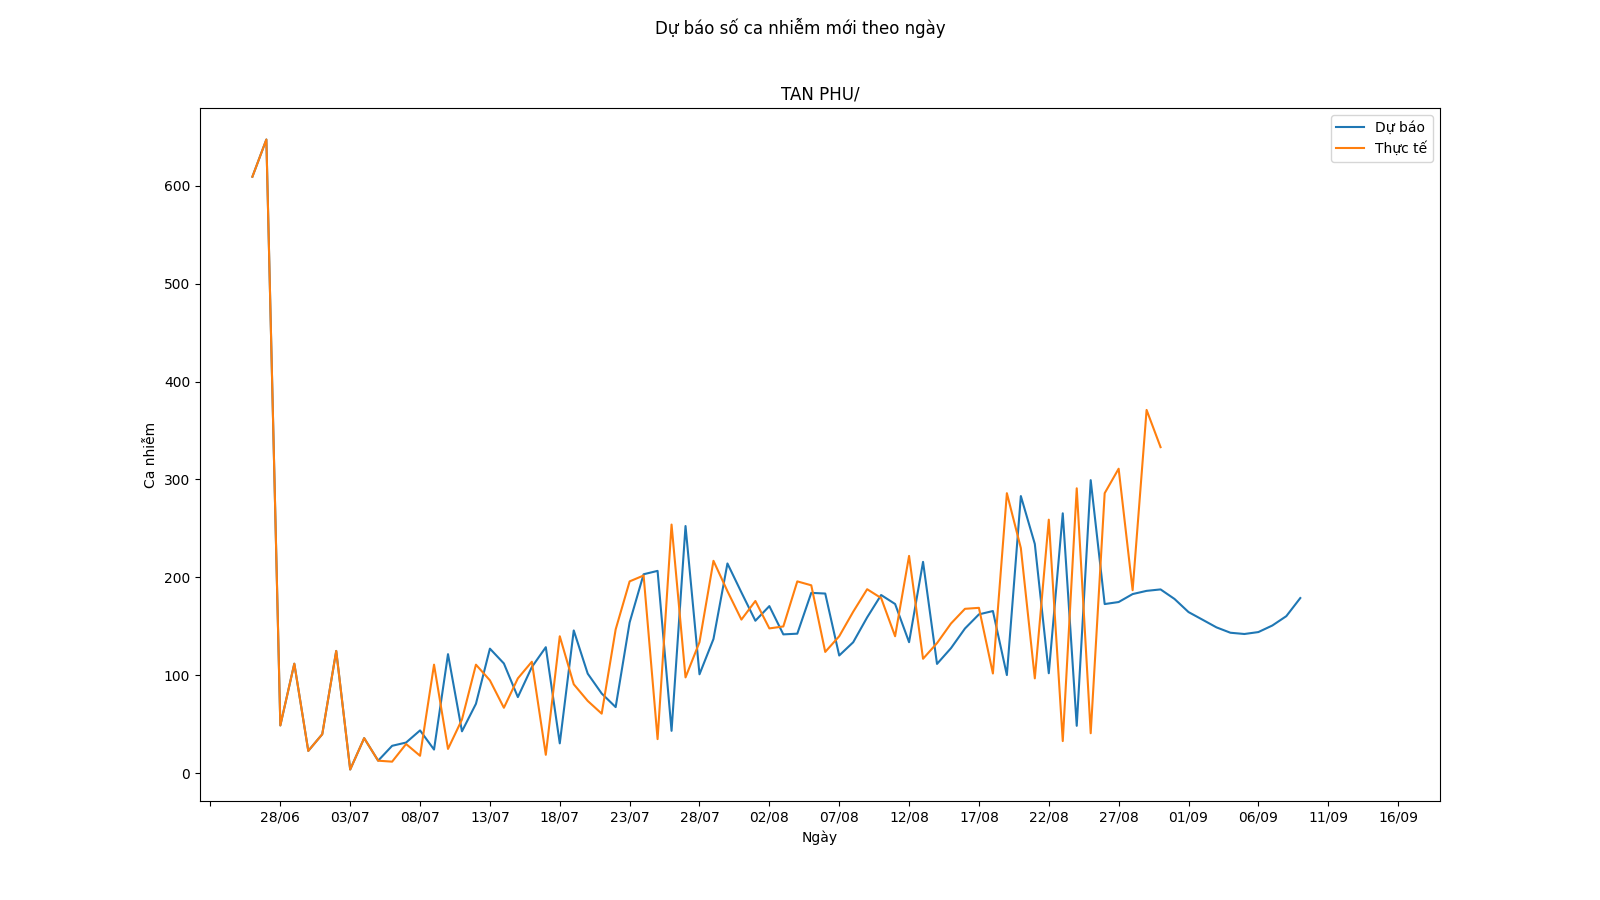 Dự báo số ca nhiễm mới theo ngày
TAN PHU/
Dự báo
Thực tế
600
500
400
300
200
100
0
Ca nhiễm
28/06 03/07 08/07 13/07 18/07 23/07 28/07 02/08 07/08 12/08 17/08 22/08 27/08 01/09 06/09 11/09 16/09
Ngày